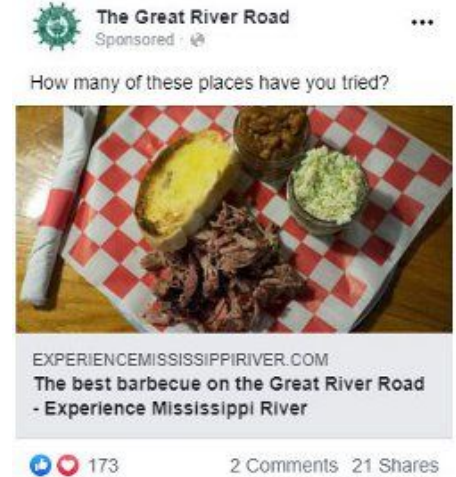 The Great River Road
Sponsored ·
How many of these places have you tried?
EXPERIENCEMISSISSIPPIRIVER.COM
The best barbecue on the Great River Road
- Experience Mississippi River
173
2 Comments 21 Shares